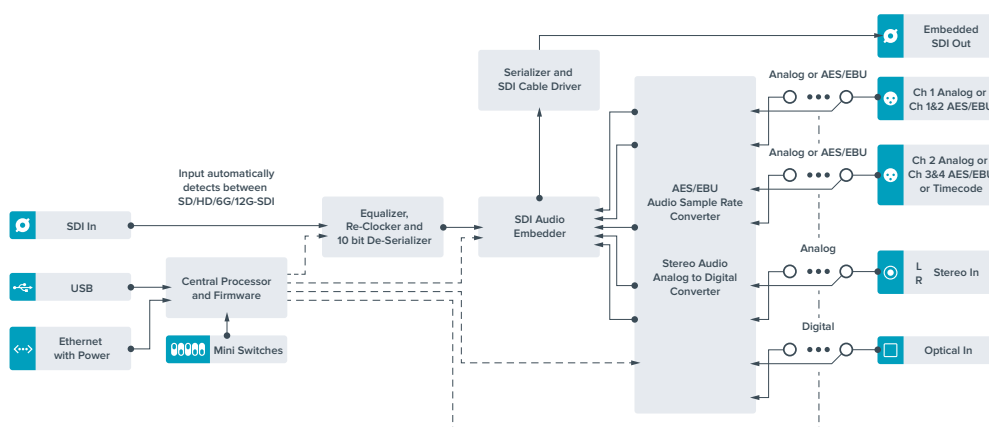 Embedded
SDI Out
Serializer and
SDI Cable Driver
Analog or AES/EBU
Ch 1 Analog or
Ch 1&2 AES/EBU
Analog or AES/EBU
Ch 2 Analog or
Ch 3&4 AES/EBU
or Timecode
Input automatically
detects between
SD/HD/6G/12G-SDI
AES/EBU
Audio Sample Rate
Converter
SDI In
Equalizer,
Re-Clocker and
10 bit De-Serializer
SDI Audio
Embedder
Analog
Stereo Audio
Analog to Digital
Converter
L
R
Stereo In
USB
Central Processor
and Firmware
Ethernet
with Power
Mini Switches
Digital
Optical In